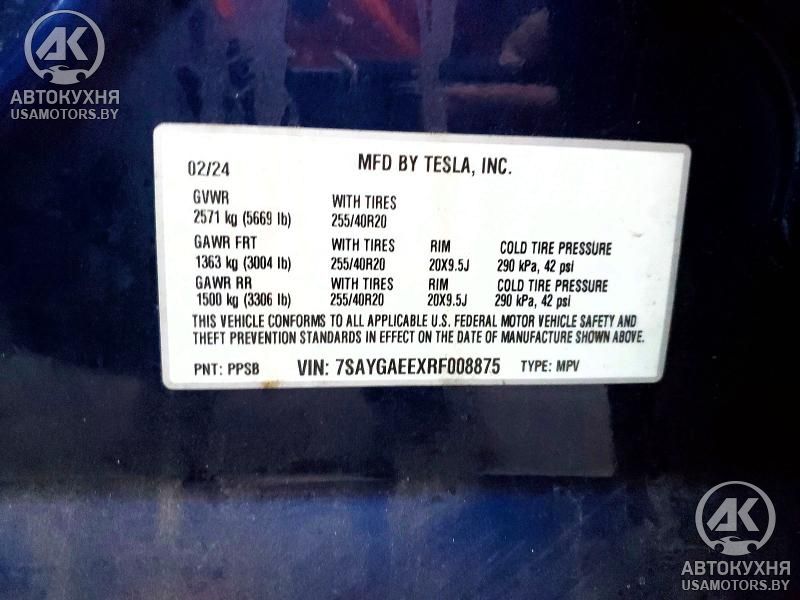 AK
АВТОКУХНЯ
USAMOTORS.BY
02/24 MFD BY TESLA, INC.
GVWR WITH TIRES
2571 kg (5669 lb) 255/40R20
GAWR FRT WITH TIRES RIM COLD TIRE PRESSURE
1363 kg (3004 lb) 255/40R20 20X9.5J 290 kPa, 42 psi
GAWR RR WITH TIRES RIM COLD TIRE PRESSURE
1500 kg (3306 lb) 255/40R20 20X9.5J 290 kPa, 42 psi
THIS VEHICLE CONFORMS TO ALL APPLICABLE U.S. FEDERAL MOTOR VEHICLE SAFETY AND
THEFT PREVENTION STANDARDS IN EFFECT ON THE DATE OF MANUFACTURE SHOWN ABOVE.
PNT: PPSB VIN: 7SAYGAEEXRF008875 TYPE: MPV
AK
АВТОКУХНЯ
USAMOTORS.BY